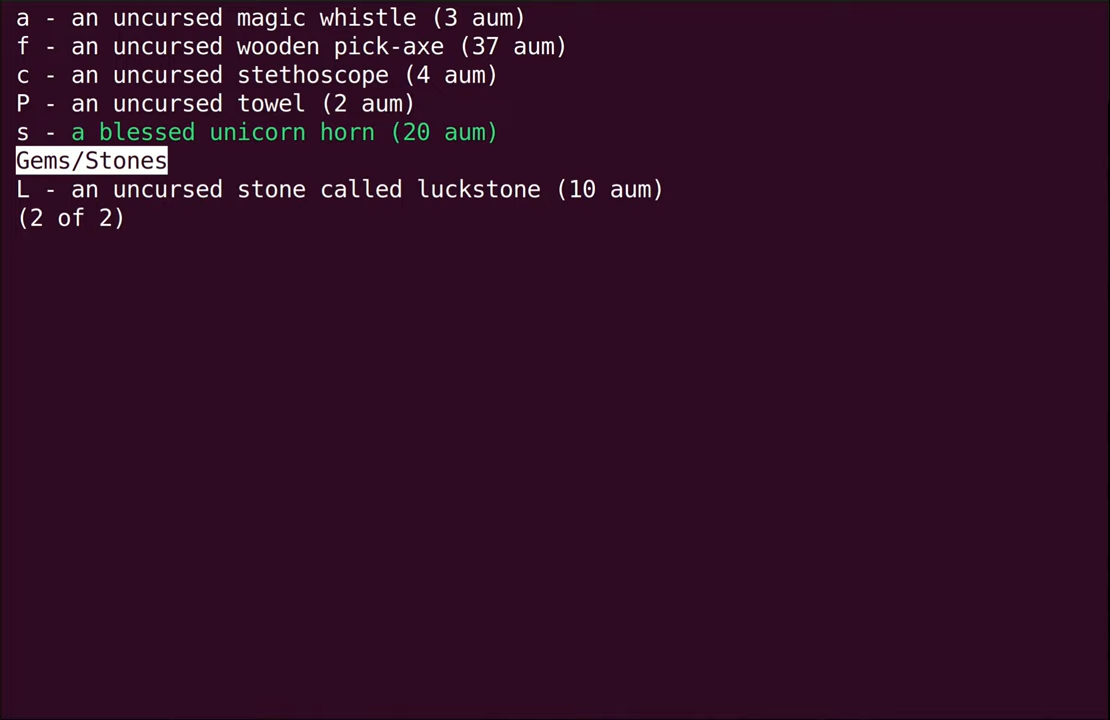 a - an uncursed magic whistle (3 aum)
f - an uncursed wooden pick-axe (37 aum)
c - an uncursed stethoscope (4 aum)
P - an uncursed towel (2 aum)
s - a blessed unicorn horn (20 aum)
Gems/Stones
L - an uncursed stone called luckstone (10 aum)
(2 of 2)